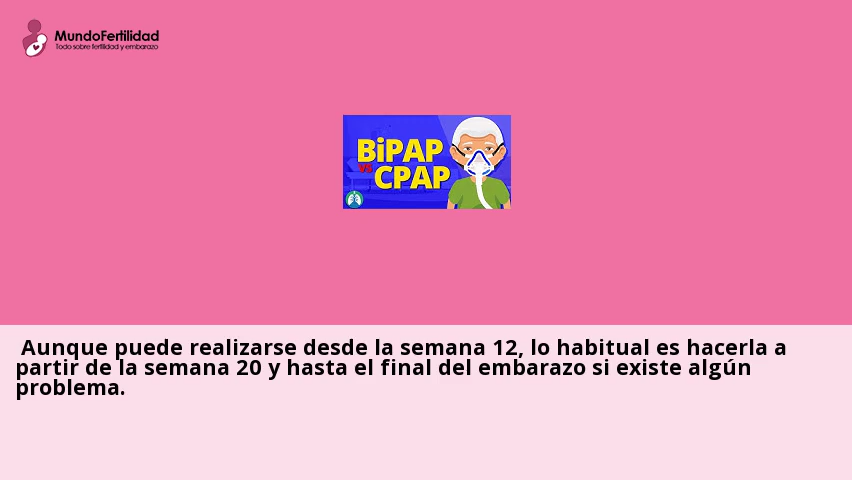 MundoFertilidad
Todo sobre fertilidad y embarazo
BiPAP
VS
CPAP
Aunque puede realizarse desde la semana 12, lo habitual es hacerla a
partir de la semana 20 y hasta el final del embarazo si existe algún
problema.